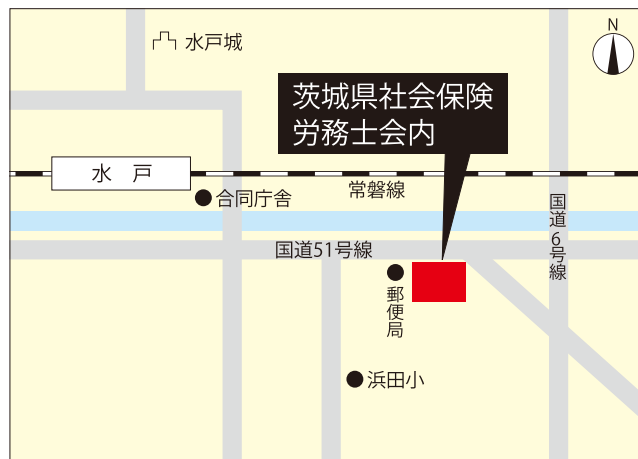 水戸城
N
茨城県社会保険
労務士会内
水戸
常磐線
合同庁舎
国道6号線
国道51号線
郵便局
浜田小